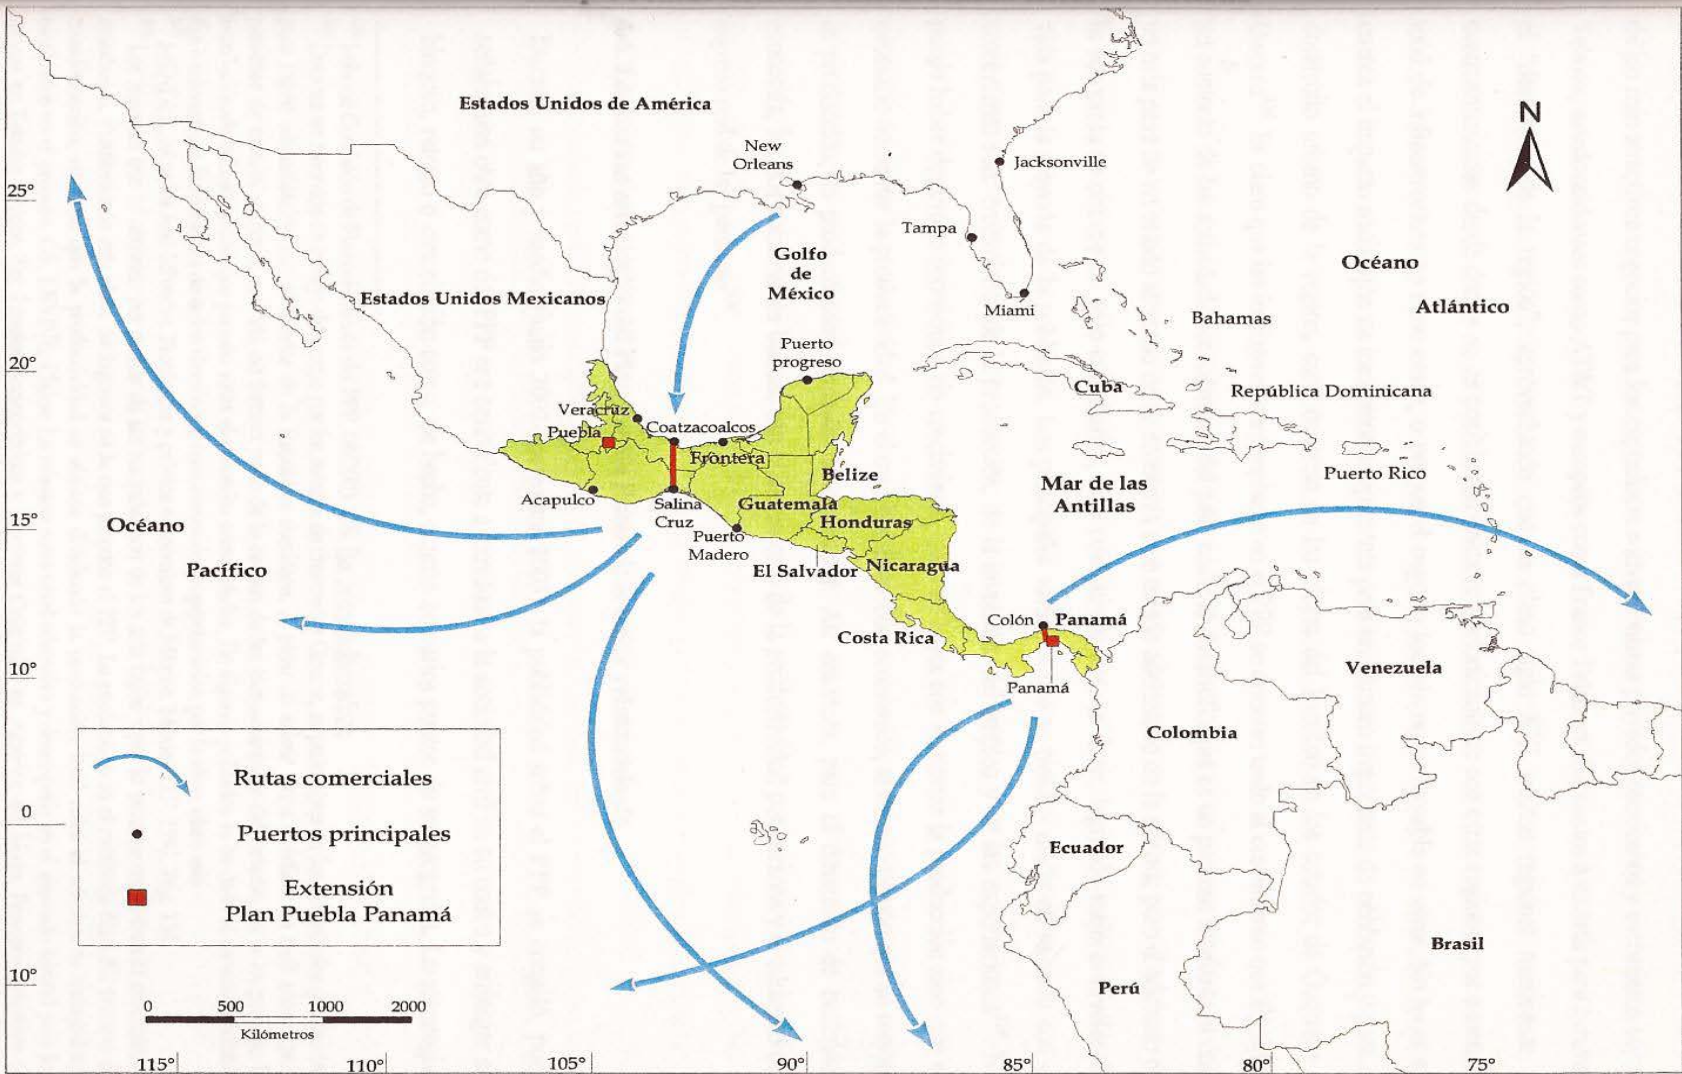 Estados Unidos de América
N
New
Orleans
Jacksonville
25°
Tampa
Golfo
de
México
Océano
Atlántico
Estados Unidos Mexicanos
Miami
Bahamas
Puerto
progreso
20°
Cuba
República Dominicana
Veracruz
Puebla
Coatzacoalcos
Frontera
Belize
Puerto Rico
Mar de las
Antillas
Acapulco
Salina
Cruz
Guatemala
Honduras
15°
Océano
Pacífico
Puerto
Madero
El Salvador
Nicaragua
Colón
Panamá
Costa Rica
10°
Panamá
Venezuela
Colombia
Rutas comerciales
0
Puertos principales
Ecuador
Extensión
Plan Puebla Panamá
Brasil
10°
Perú
0 500 1000 2000
Kilómetros
115° 110° 105° 90° 85° 80° 75°